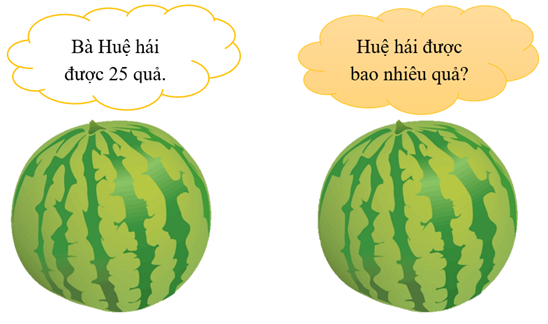 Bà Huệ hái
được 25 quả.
Huệ hái được
bao nhiêu quả?